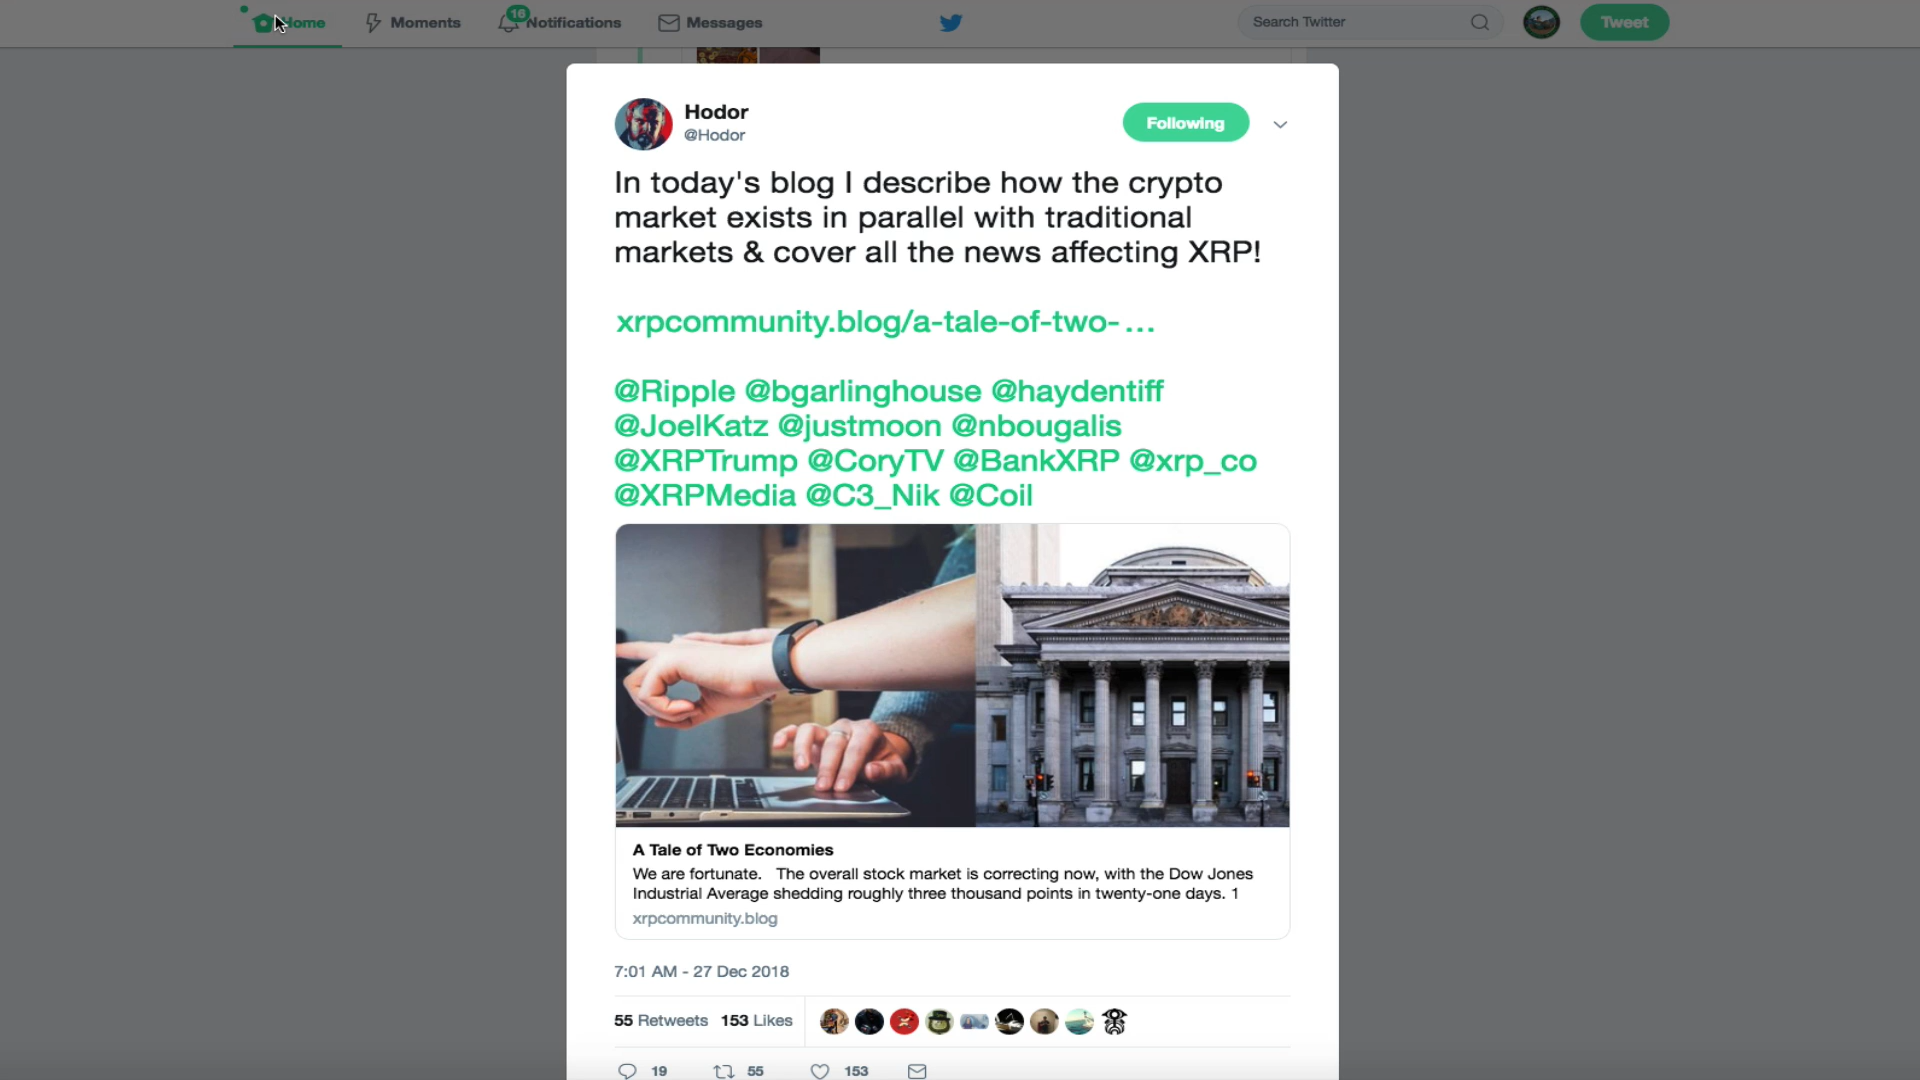 Home
Moments
16
Notifications
Messages
Search Twitter
Tweet
Hodor
@Hodor
Following
In today's blog I describe how the crypto
market exists in parallel with traditional
markets & cover all the news affecting XRP!
xrpcommunity.blog/a-tale-of-two-...
@Ripple @bgarlinghouse @haydentiff
@JoelKatz @justmoon @nbougalis
@XRPTrump @CoryTV @BankXRP @xrp_co
@XRPMedia @C3_Nik @Coil
A Tale of Two Economies
We are fortunate. The overall stock market is correcting now, with the Dow Jones
Industrial Average shedding roughly three thousand points in twenty-one days. 1
xrpcommunity.blog
7:01 AM - 27 Dec 2018
55 Retweets 153 Likes
19 55 153